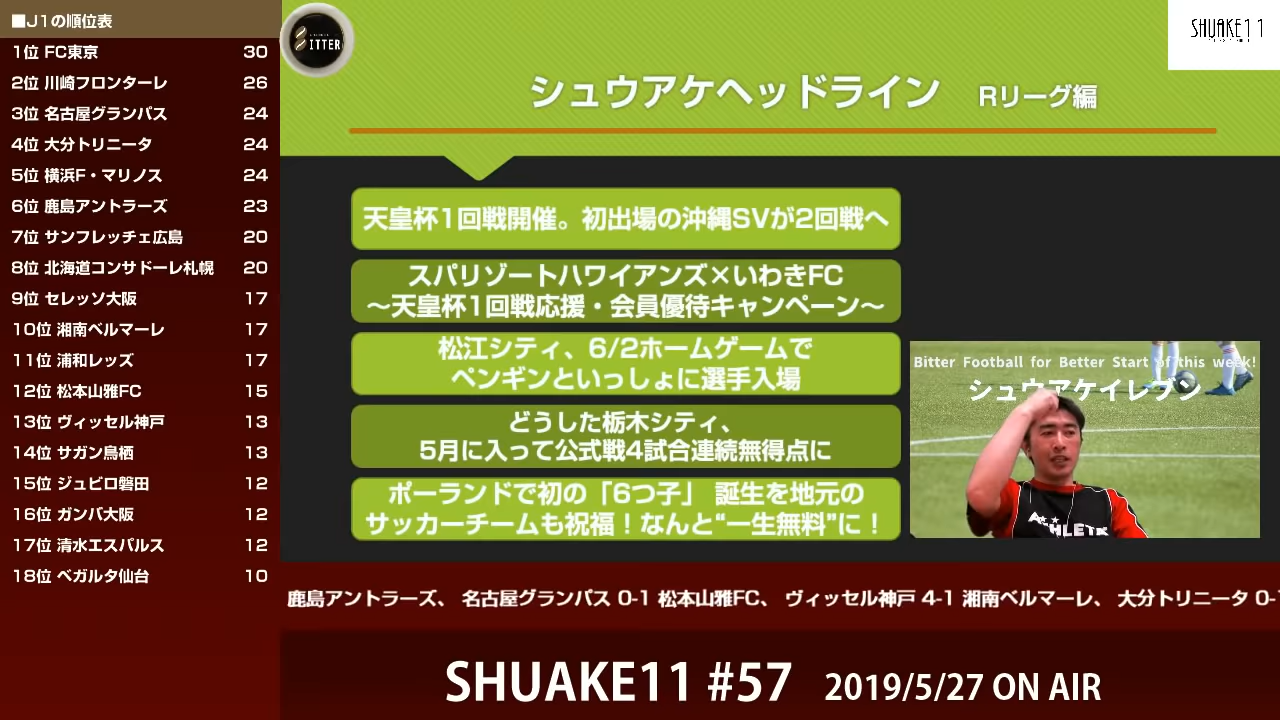 ■J1の順位表
1位 FC東京 30
2位 川崎フロンターレ 26
3位 名古屋グランパス 24
4位 大分トリニータ 24
5位 横浜F・マリノス 24
6位 鹿島アントラーズ 23
7位 サンフレッチェ広島 20
8位 北海道コンサドーレ札幌 20
9位 セレッソ大阪 17
10位 湘南ベルマーレ 17
11位 浦和レッズ 17
12位 松本山雅FC 15
13位 ヴィッセル神戸 13
14位 サガン鳥栖 13
15位 ジュビロ磐田 12
16位 ガンバ大阪 12
17位 清水エスパルス 12
18位 ベガルタ仙台 10
BITTER
SHUAKE11
シュウアケヘッドライン Rリーグ編
天皇杯1回戦開催。初出場の沖縄SVが2回戦へ
スパリゾートハワイアンズ×いわきFC
～天皇杯1回戦応援・会員優待キャンペーン～
松江シティ、6/2ホームゲームで
ペンギンといっしょに選手入場
どうした栃木シティ、
5月に入って公式戦4試合連続無得点に
ポーランドで初の「6つ子」 誕生を地元の
サッカーチームも祝福！なんと“一生無料”に！
Bitter Football for Better Start of this week!
シュウアケイレブン
ATHLETA
鹿島アントラーズ、 名古屋グランパス 0-1 松本山雅FC、 ヴィッセル神戸 4-1 湘南ベルマーレ、 大分トリニータ 0-1
SHUAKE11 #57 2019/5/27 ON AIR